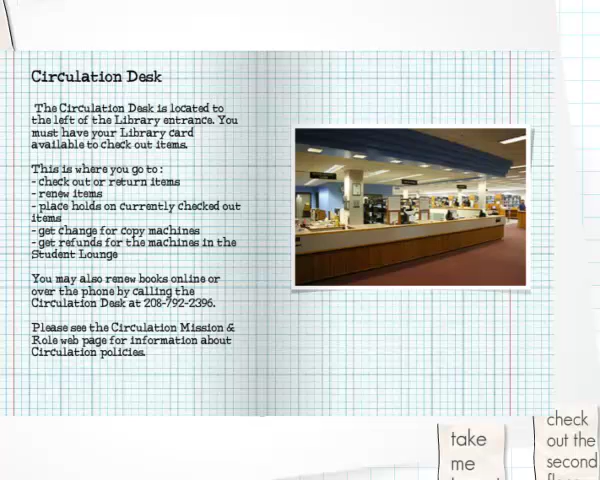 Circulation Desk
The Circulation Desk is located to
the left of the Library entrance. You
must have your Library card
available to check out items.
This is where you go to:
- check out or return items
- renew items
- place holds on currently checked out
items
- get change for copy machines
- get refunds for the machines in the
Student Lounge
You may also renew books online or
over the phone by calling the
Circulation Desk at 208-792-2396.
Please see the Circulation Mission &
Role web page for information about
Circulation policies.
take
me
check
out the
second